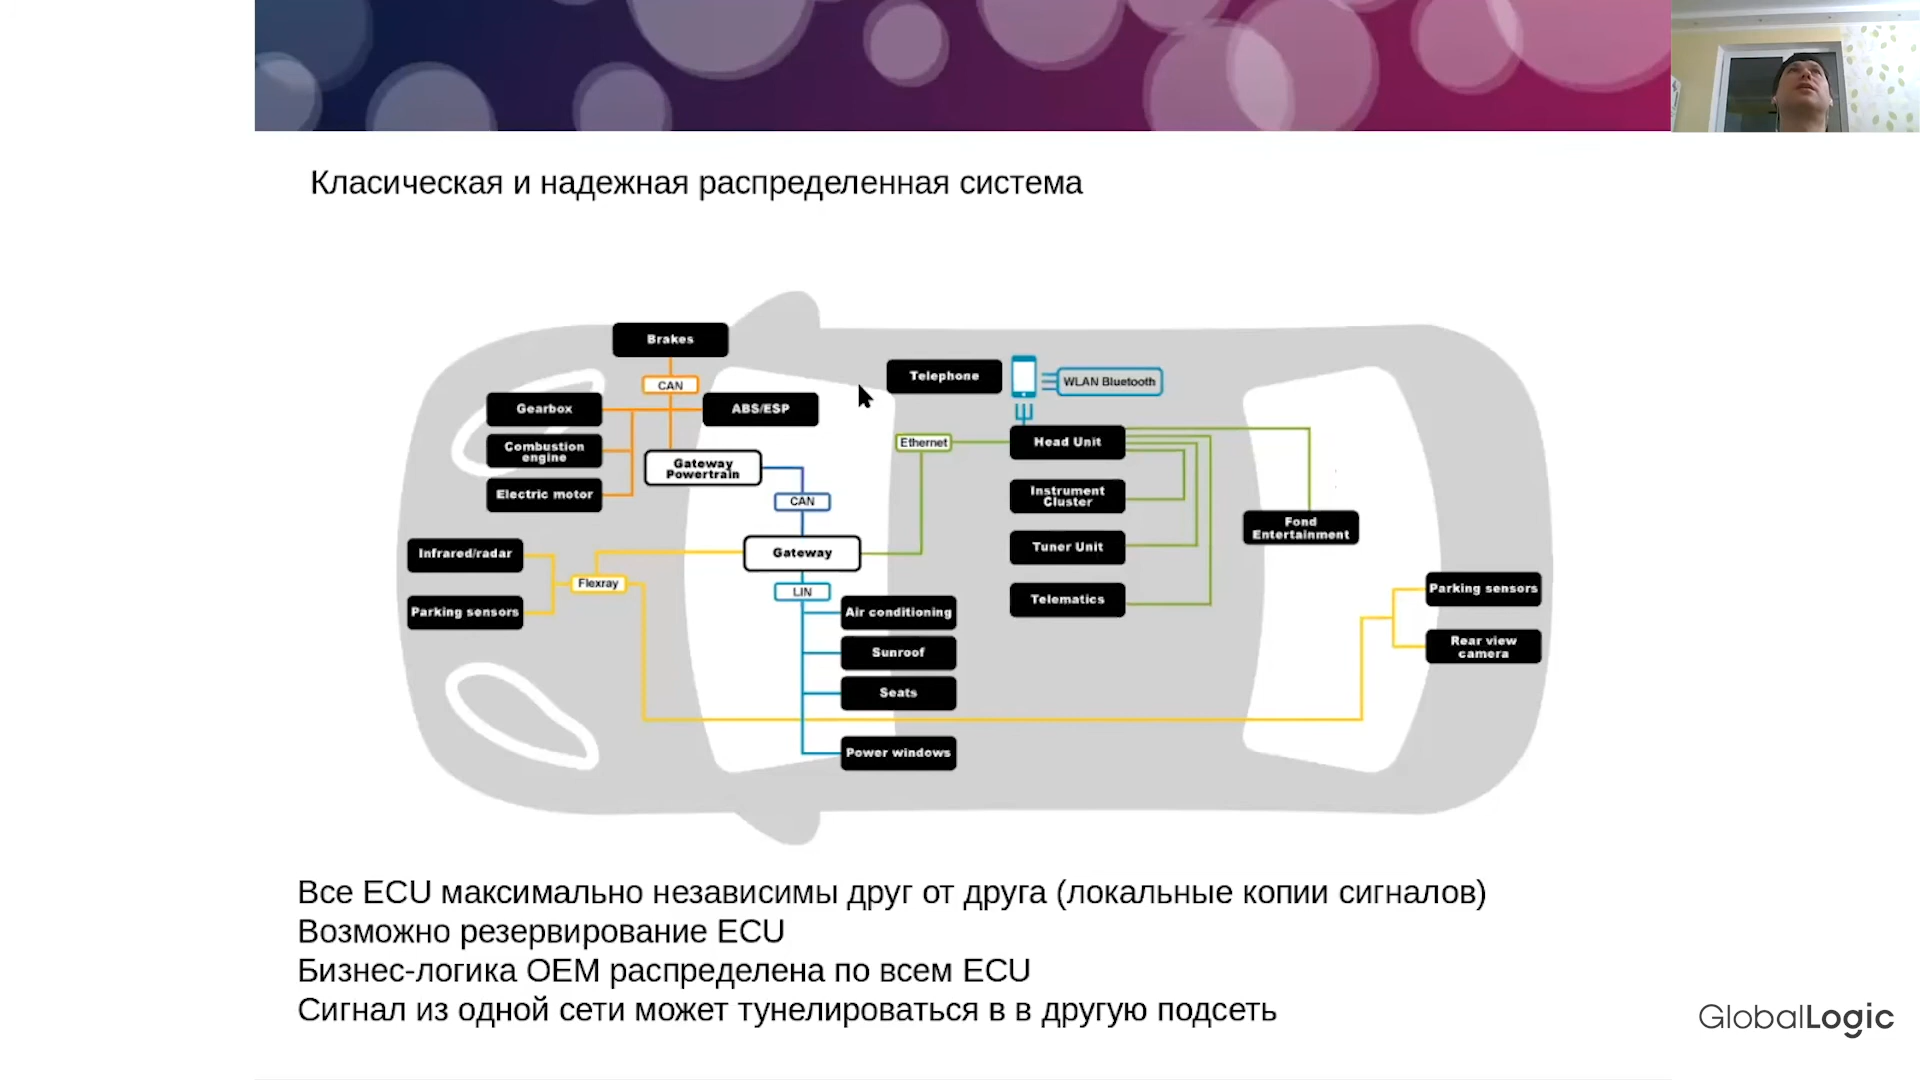 Класическая и надежная распределенная система
Brakes
CAN
Gearbox
ABS/ESP
Combustion
engine
Gateway
Powertrain
Electric motor
CAN
Infrared/radar
Gateway
Flexray
Parking sensors
LIN
Air conditioning
Sunroof
Seats
Power windows
Telephone
WLAN Bluetooth
Ethernet
Head Unit
Instrument
Cluster
Tuner Unit
Telematics
Fond
Entertainment
Parking sensors
Rear view
camera
Все ECU максимально независимы друг от друга (локальные копии сигналов)
Возможно резервирование ECU
Бизнес-логика OEM распределена по всем ECU
Сигнал из одной сети может тунелироваться в в другую подсеть
GlobalLogic